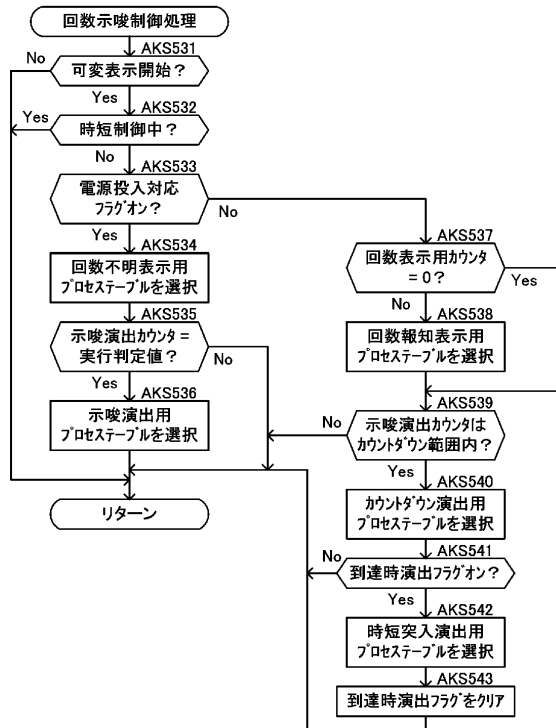 回数示唆制御処理
AKS531
可変表示開始?
No
Yes
AKS532
時短制御中?
Yes
No
AKS533
電源投入対応
フラグオン?
No
Yes
AKS534
回数不明表示用
プロセステーブルを選択
AKS535
示唆演出カウンタ=
実行判定値?
No
Yes
AKS536
示唆演出用
プロセステーブルを選択
リターン
AKS537
回数表示用カウンタ
=0?
Yes
No
AKS538
回数報知表示用
プロセステーブルを選択
AKS539
示唆演出カウンタは
カウントダウン範囲内?
No
Yes
AKS540
カウントダウン演出用
プロセステーブルを選択
AKS541
到達時演出フラグオン?
No
Yes
AKS542
時短突入演出用
プロセステーブルを選択
AKS543
到達時演出フラグをクリア